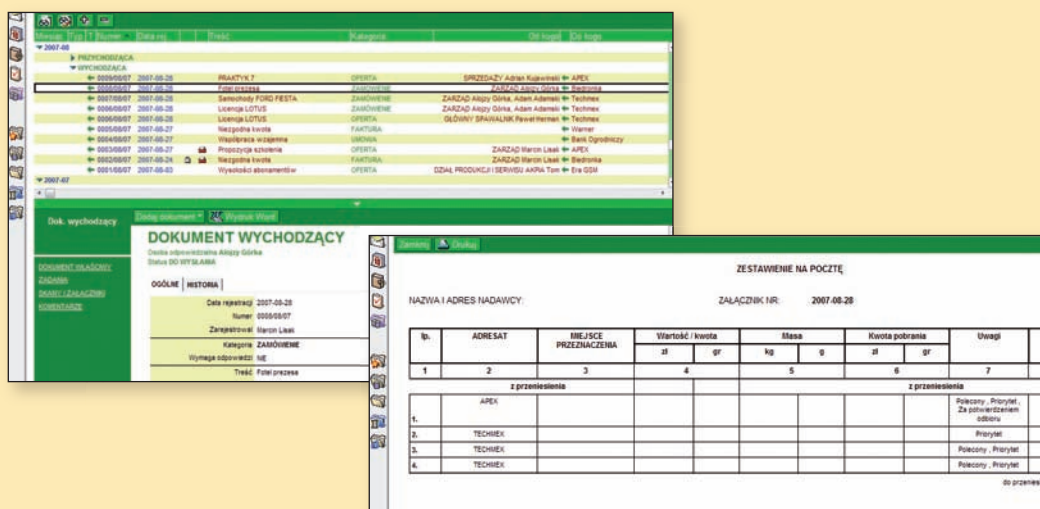 Miesiąc Typ T Numer Data rej. Treść Kategoria Od kogo Do kogo
2007-08
PRZYCHODZĄCA
WYCHODZĄCA
0009/08/07 2007-08-28 PRAKTYK 7 OFERTA SPRZEDAŻY Adrian Kujawinski APEX
0008/08/07 2007-08-28 Fotel prezesa ZAMÓWIENIE ZARZĄD Alojzy Górka Biedronka
0007/08/07 2007-08-28 Samochody FORD FIESTA ZAMÓWIENIE ZARZĄD Alojzy Górka, Adam Adamski Technmex
0006/08/07 2007-08-28 Licencja LOTUS ZAMÓWIENIE ZARZĄD Alojzy Górka, Adam Adamski Technmex
0006/08/07 2007-08-28 Licencja LOTUS OFERTA GŁÓWNY SPAWALNIK Paweł Herman Technmex
0005/08/07 2007-08-27 Niezgodna kwota FAKTURA Warner
0004/08/07 2007-08-27 Współpraca wzajemna UMOWA Bank Ogrodniczy
0003/08/07 2007-08-27 Propozycja szkolenia OFERTA ZARZĄD Marcin Lisak APEX
0002/08/07 2007-08-24 Niezgodna kwota FAKTURA ZARZĄD Marcin Lisak Biedronka
0001/08/07 2007-08-03 Wysokości abonamentów OFERTA DZIAŁ PRODUKCJI I SERWISU AKPIA Tom Era GSM
2007-07
Dok. wychodzący
Dodaj dokument Wydruk Word
DOKUMENT WYCHODZĄCY
Osoba odpowiedzialna Alojzy Górka
Status DO WYSŁANIA
DOKUMENT WŁAŚCIWY
ZADANIA
SKANY I ZAŁĄCZNIKI
KOMENTARZE
OGÓLNE HISTORIA
Data rejestracji 2007-08-28
Numer 0008/08/07
Zarejestrował Marcin Lisak
Kategoria ZAMÓWIENIE
Wymaga odpowiedzi NIE
Treść Fotel prezesa
Zamknij Drukuj
ZESTAWIENIE NA POCZTĘ
NAZWA I ADRES NADAWCY: ZAŁĄCZNIK NR: 2007-08-28
lp. ADRESAT MIEJSCE PRZEZNACZENIA Wartość / kwota Masa Kwota pobrania Uwagi
zł gr kg g zł gr
1 2 3 4 5 6 7
z przeniesienia z przeniesienia
1. APEX Polecony , Priorytet , Za potwierdzeniem odbioru
2. TECHMEX Priorytet
3. TECHMEX Polecony , Priorytet
4. TECHMEX Polecony , Priorytet
do przenies